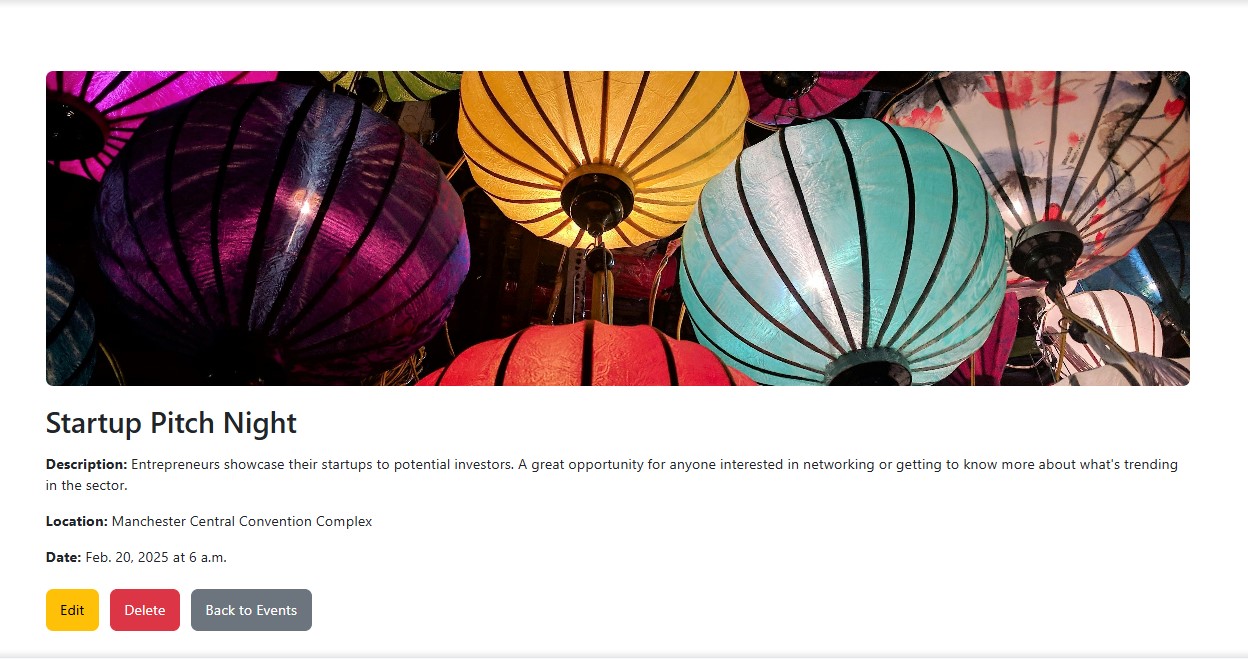 Startup Pitch Night
Description: Entrepreneurs showcase their startups to potential investors. A great opportunity for anyone interested in networking or getting to know more about what's trending
in the sector.
Location: Manchester Central Convention Complex
Date: Feb. 20, 2025 at 6 a.m.
Edit Delete Back to Events